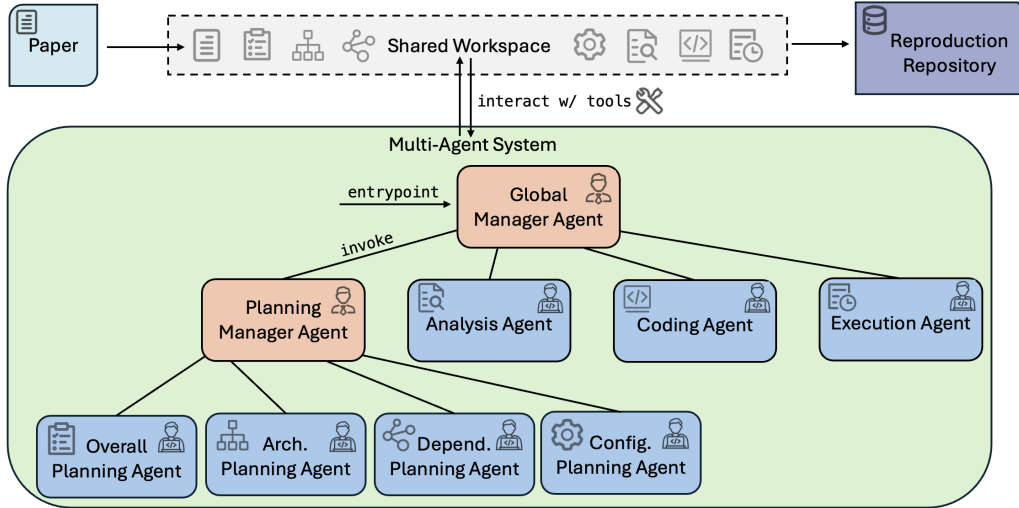 Paper
Shared Workspace
Reproduction
Repository
interact w/ tools
Multi-Agent System
entrypoint
Global
Manager Agent
invoke
Planning
Manager Agent
Analysis Agent
Coding Agent
Execution Agent
Overall
Planning Agent
Arch.
Planning Agent
Depend.
Planning Agent
Config.
Planning Agent